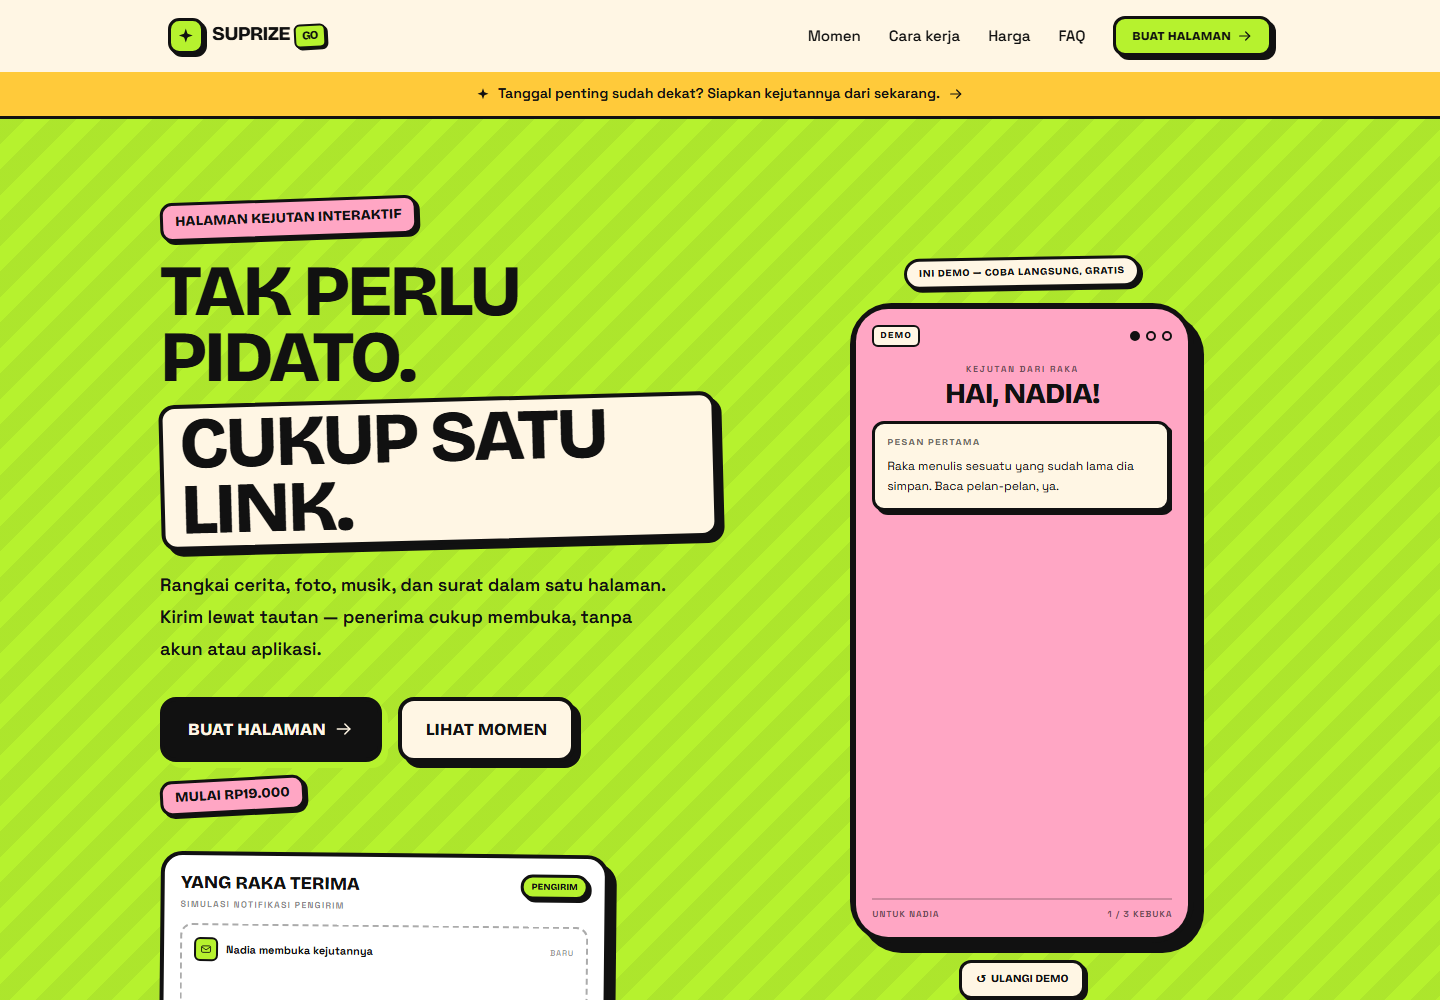 SUPRIZE GO
Momen
Cara kerja
Harga
FAQ
BUAT HALAMAN →
Tanggal penting sudah dekat? Siapkan kejutannya dari sekarang. →
HALAMAN KEJUTAN INTERAKTIF
TAK PERLU
PIDATO.
CUKUP SATU
LINK.
Rangkai cerita, foto, musik, dan surat dalam satu halaman.
Kirim lewat tautan — penerima cukup membuka, tanpa
akun atau aplikasi.
BUAT HALAMAN →
LIHAT MOMEN
MULAI RP19.000
YANG RAKA TERIMA
SIMULASI NOTIFIKASI PENGIRIM
PENGIRIM
Nadia membuka kejutannya
BARU
INI DEMO — COBA LANGSUNG, GRATIS
DEMO
KEJUTAN DARI RAKA
HAI, NADIA!
PESAN PERTAMA
Raka menulis sesuatu yang sudah lama dia
simpan. Baca pelan-pelan, ya.
UNTUK NADIA
1 / 3 KEBUKA
↺ ULANGI DEMO